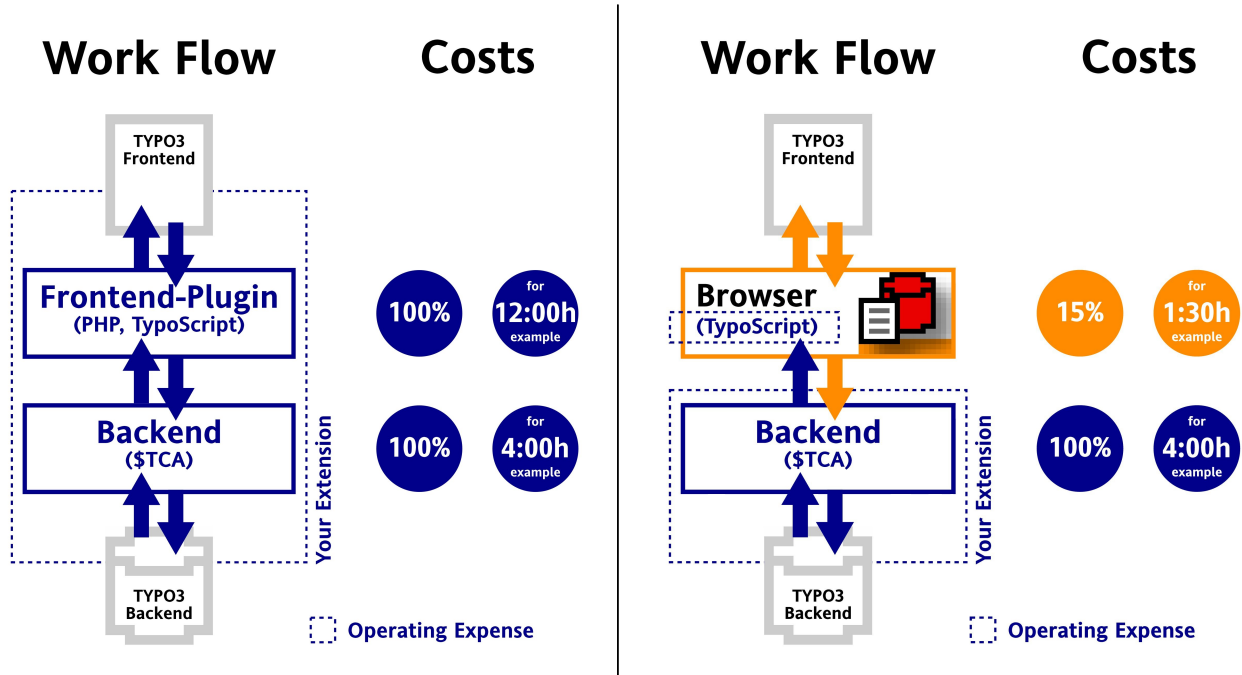 Work Flow
Costs
TYPO3
Frontend
Frontend-Plugin
(PHP, TypoScript)
100%
for
12:00h
example
Backend
($TCA)
100%
for
4:00h
example
Your Extension
TYPO3
Backend
Operating Expense
Work Flow
Costs
TYPO3
Frontend
Browser
(TypoScript)
15%
for
1:30h
example
Backend
($TCA)
100%
for
4:00h
example
Your Extension
TYPO3
Backend
Operating Expense